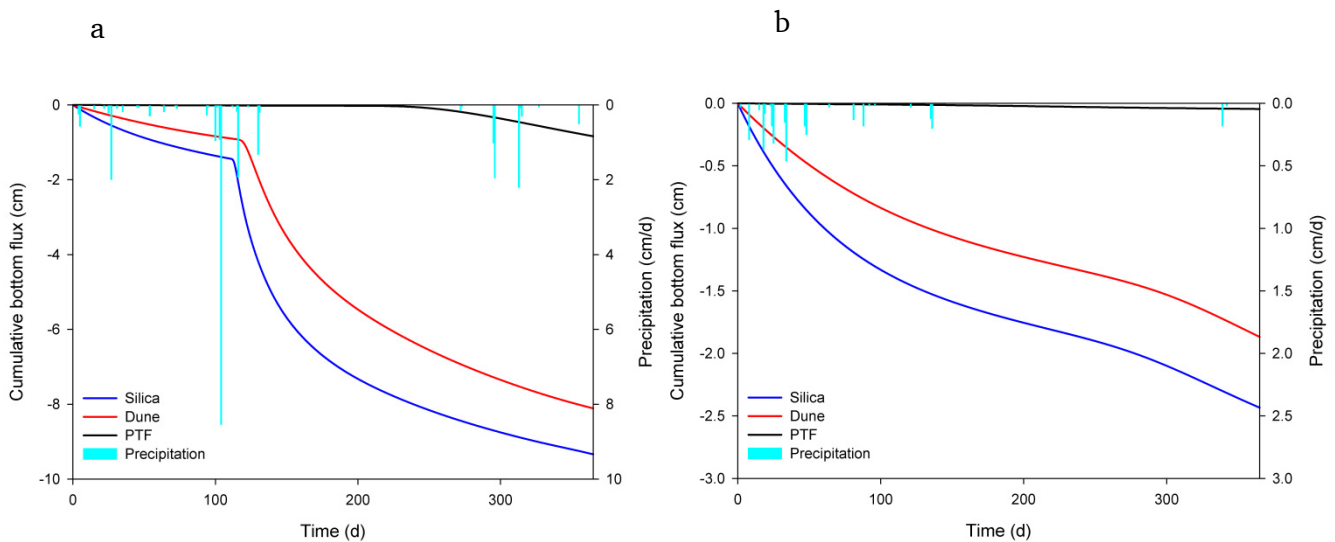 a
0
-2
-4
-6
-8
-10
Cumulative bottom flux (cm)
0
2
4
6
8
10
Precipitation (cm/d)
Silica
Dune
PTF
Precipitation
0
100
200
300
Time (d)
b
0.0
-0.5
-1.0
-1.5
-2.0
-2.5
-3.0
Cumulative bottom flux (cm)
0.0
0.5
1.0
1.5
2.0
2.5
3.0
Precipitation (cm/d)
Silica
Dune
PTF
Precipitation
0
100
200
300
Time (d)